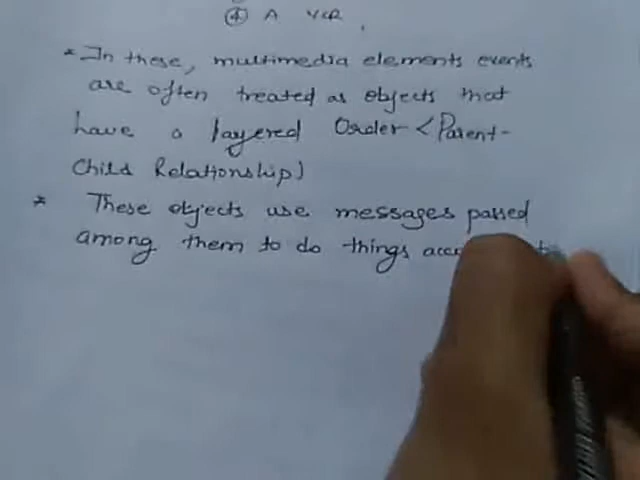 ④ A VCR
* In these, multimedia elements events
are often treated as objects that
have a layered Order <Parent-
Child Relationship)
* These objects use messages passed
among them to do things